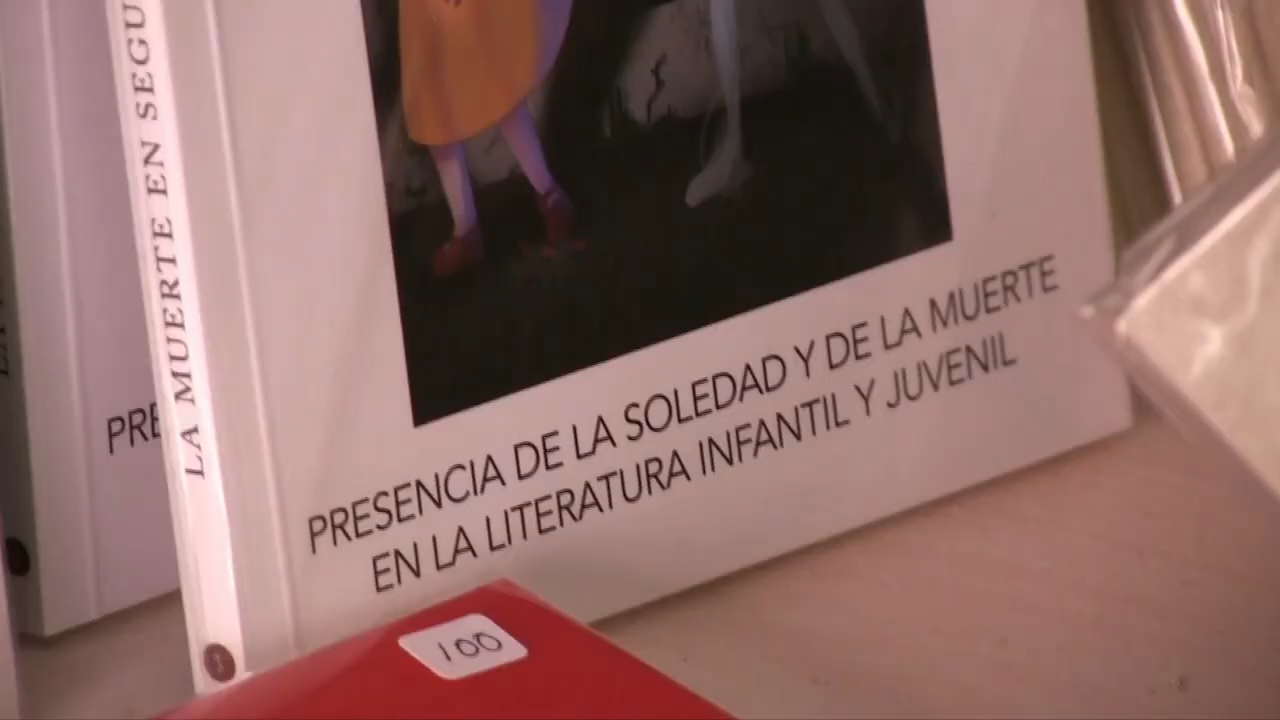 LA MUERTE EN SEGU
PRE
PRESENCIA DE LA SOLEDAD Y DE LA MUERTE
EN LA LITERATURA INFANTIL Y JUVENIL
100